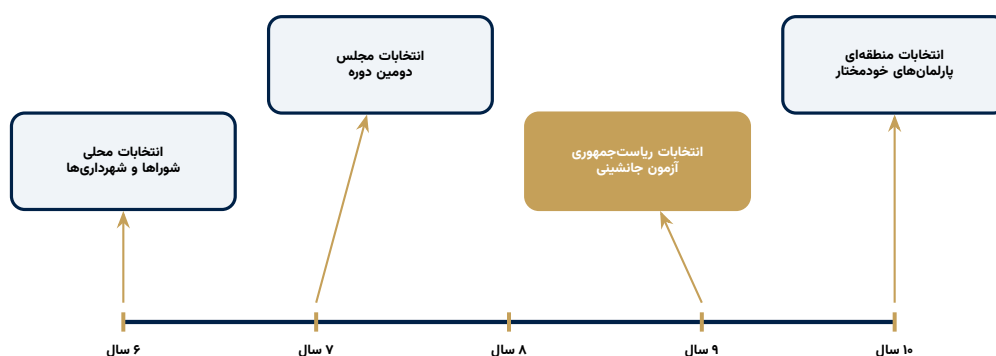 انتخابات منطقه‌ای
پارلمان‌های خودمختار
انتخابات مجلس
دومین دوره
انتخابات محلی
شوراها و شهرداری‌ها
انتخابات ریاست‌جمهوری
آزمون جانشینی
۶ سال
۷ سال
۸ سال
۹ سال
۱۰ سال